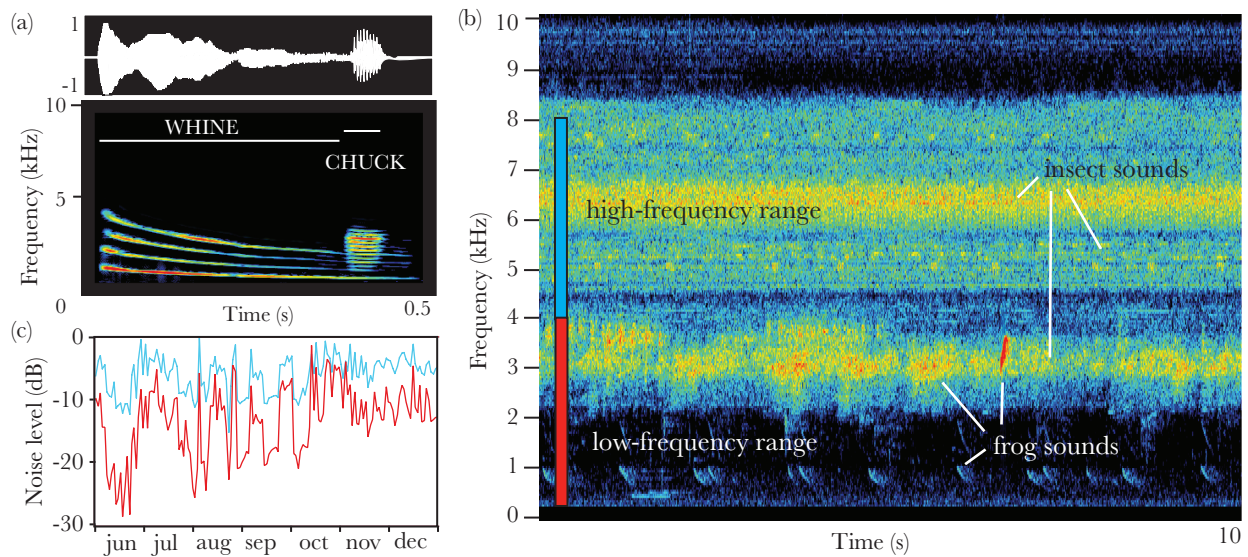 (a)
1
-1
10
WHINE
CHUCK
5
Frequency (kHz)
0
Time (s)
0.5
(b)
10
9
8
7
6
5
4
3
2
1
0
Frequency (kHz)
insect sounds
high-frequency range
low-frequency range
frog sounds
Time (s)
10
(c)
0
-10
-20
-30
Noise level (dB)
jun jul aug sep oct nov dec